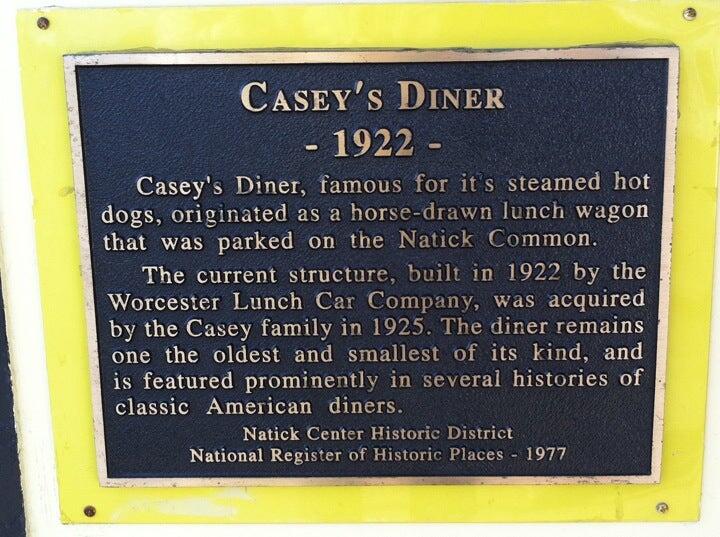 CASEY'S DINER
- 1922 -
Casey's Diner, famous for it's steamed hot
dogs, originated as a horse-drawn lunch wagon
that was parked on the Natick Common.
The current structure, built in 1922 by the
Worcester Lunch Car Company, was acquired
by the Casey family in 1925. The diner remains
one the oldest and smallest of its kind, and
is featured prominently in several histories of
classic American diners.
Natick Center Historic District
National Register of Historic Places - 1977